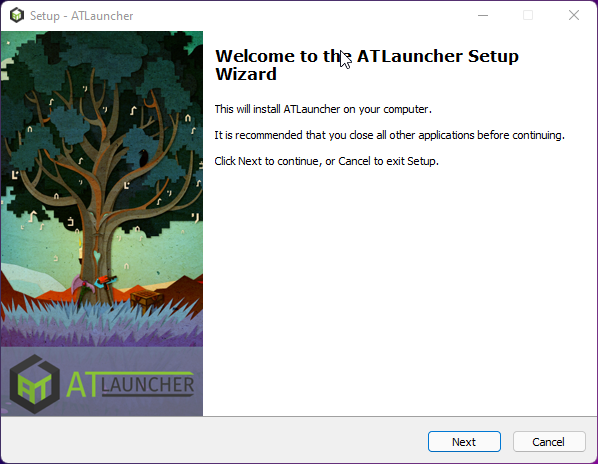 Setup - ATLauncher
Welcome to the ATLauncher Setup
Wizard
This will install ATLauncher on your computer.
It is recommended that you close all other applications before continuing.
Click Next to continue, or Cancel to exit Setup.
ATLAUNCHER
Next
Cancel